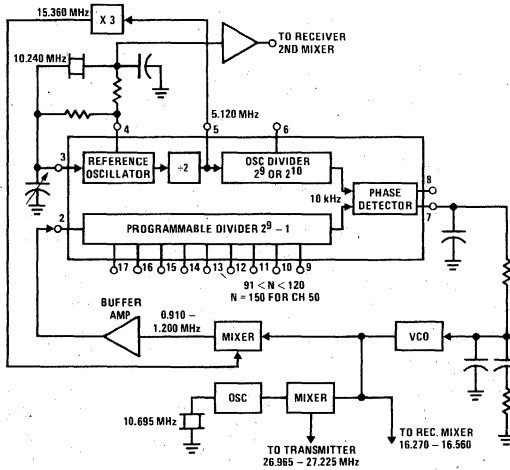 15.360 MHz
X 3
TO RECEIVER
2ND MIXER
10.240 MHz
5.120 MHz
4
5
6
3
REFERENCE
OSCILLATOR
÷2
OSC DIVIDER
2⁹ OR 2¹⁰
8
10 kHz
PHASE
DETECTOR
7
2
PROGRAMMABLE DIVIDER 2⁹ – 1
17
16
15
14
13
12
11
10
9
91 < N < 120
N = 150 FOR CH 50
BUFFER
AMP
0.910 –
1.200 MHz
MIXER
VCO
OSC
MIXER
10.695 MHz
TO TRANSMITTER
26.965 – 27.225 MHz
TO REC. MIXER
16.270 – 16.560